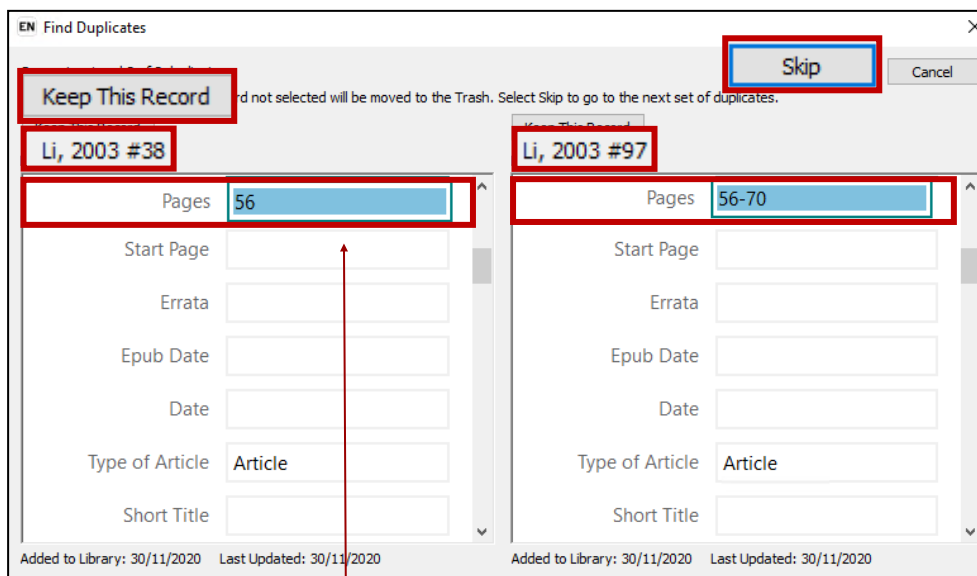 EN Find Duplicates
Skip
Cancel
Keep This Record
rd not selected will be moved to the Trash. Select Skip to go to the next set of duplicates.
Keep This Record
Li, 2003 #38
Li, 2003 #97
Pages 56
Pages 56-70
Start Page
Start Page
Errata
Errata
Epub Date
Epub Date
Date
Date
Type of Article Article
Type of Article Article
Short Title
Short Title
Added to Library: 30/11/2020 Last Updated: 30/11/2020
Added to Library: 30/11/2020 Last Updated: 30/11/2020